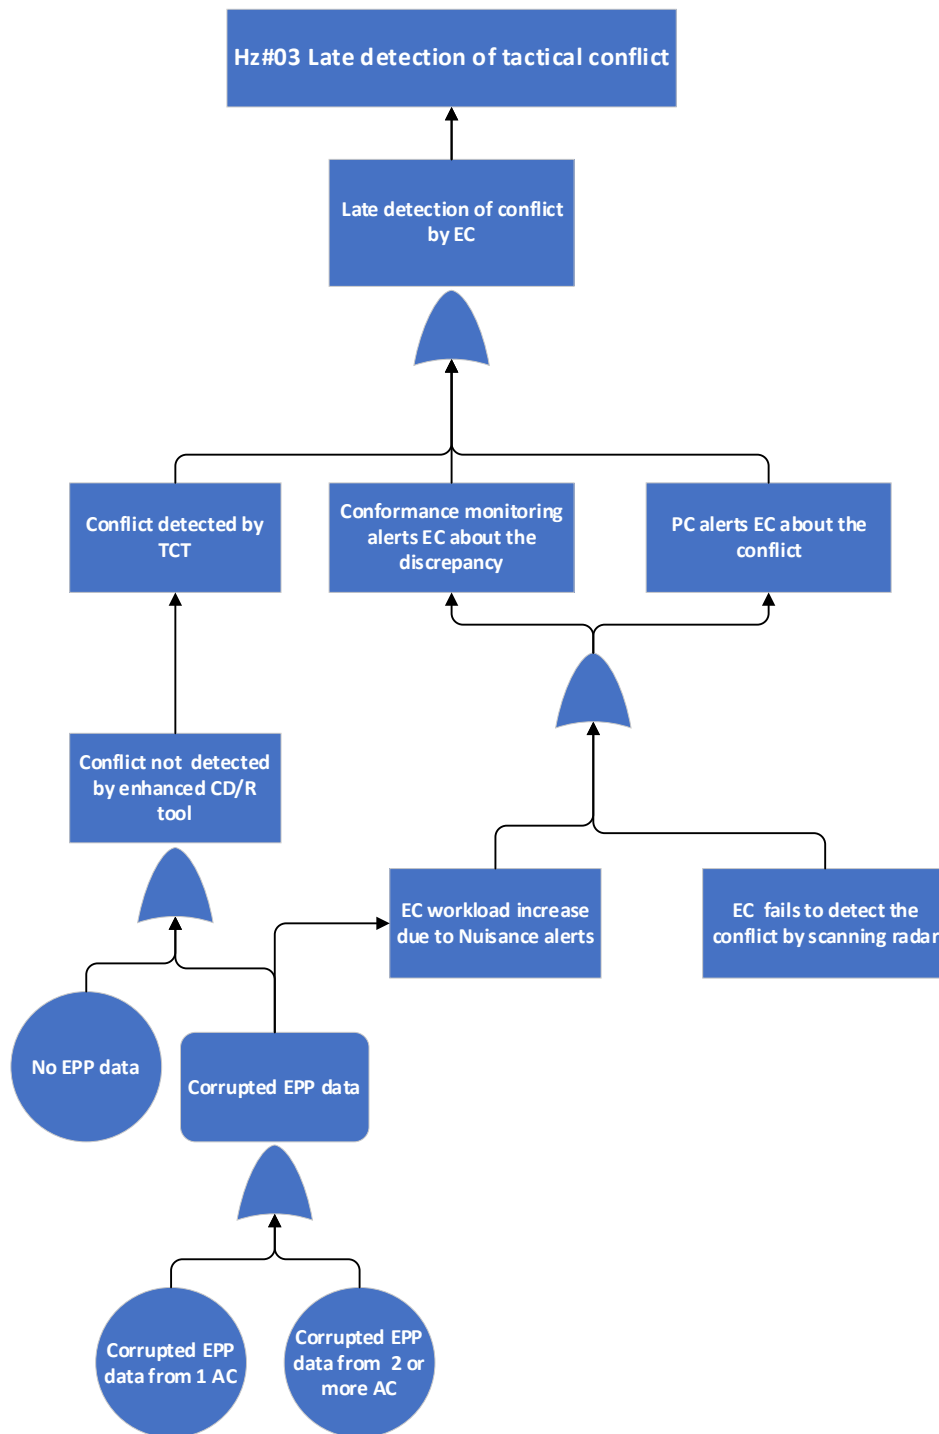 Hz#03 Late detection of tactical conflict
Late detection of conflict
by EC
Conflict detected by
TCT
Conformance monitoring
alerts EC about the
discrepancy
PC alerts EC about the
conflict
Conflict not detected
by enhanced CD/R
tool
EC workload increase
due to Nuisance alerts
EC fails to detect the
conflict by scanning radar
No EPP data
Corrupted EPP data
Corrupted EPP
data from 1 AC
Corrupted EPP
data from 2 or
more AC